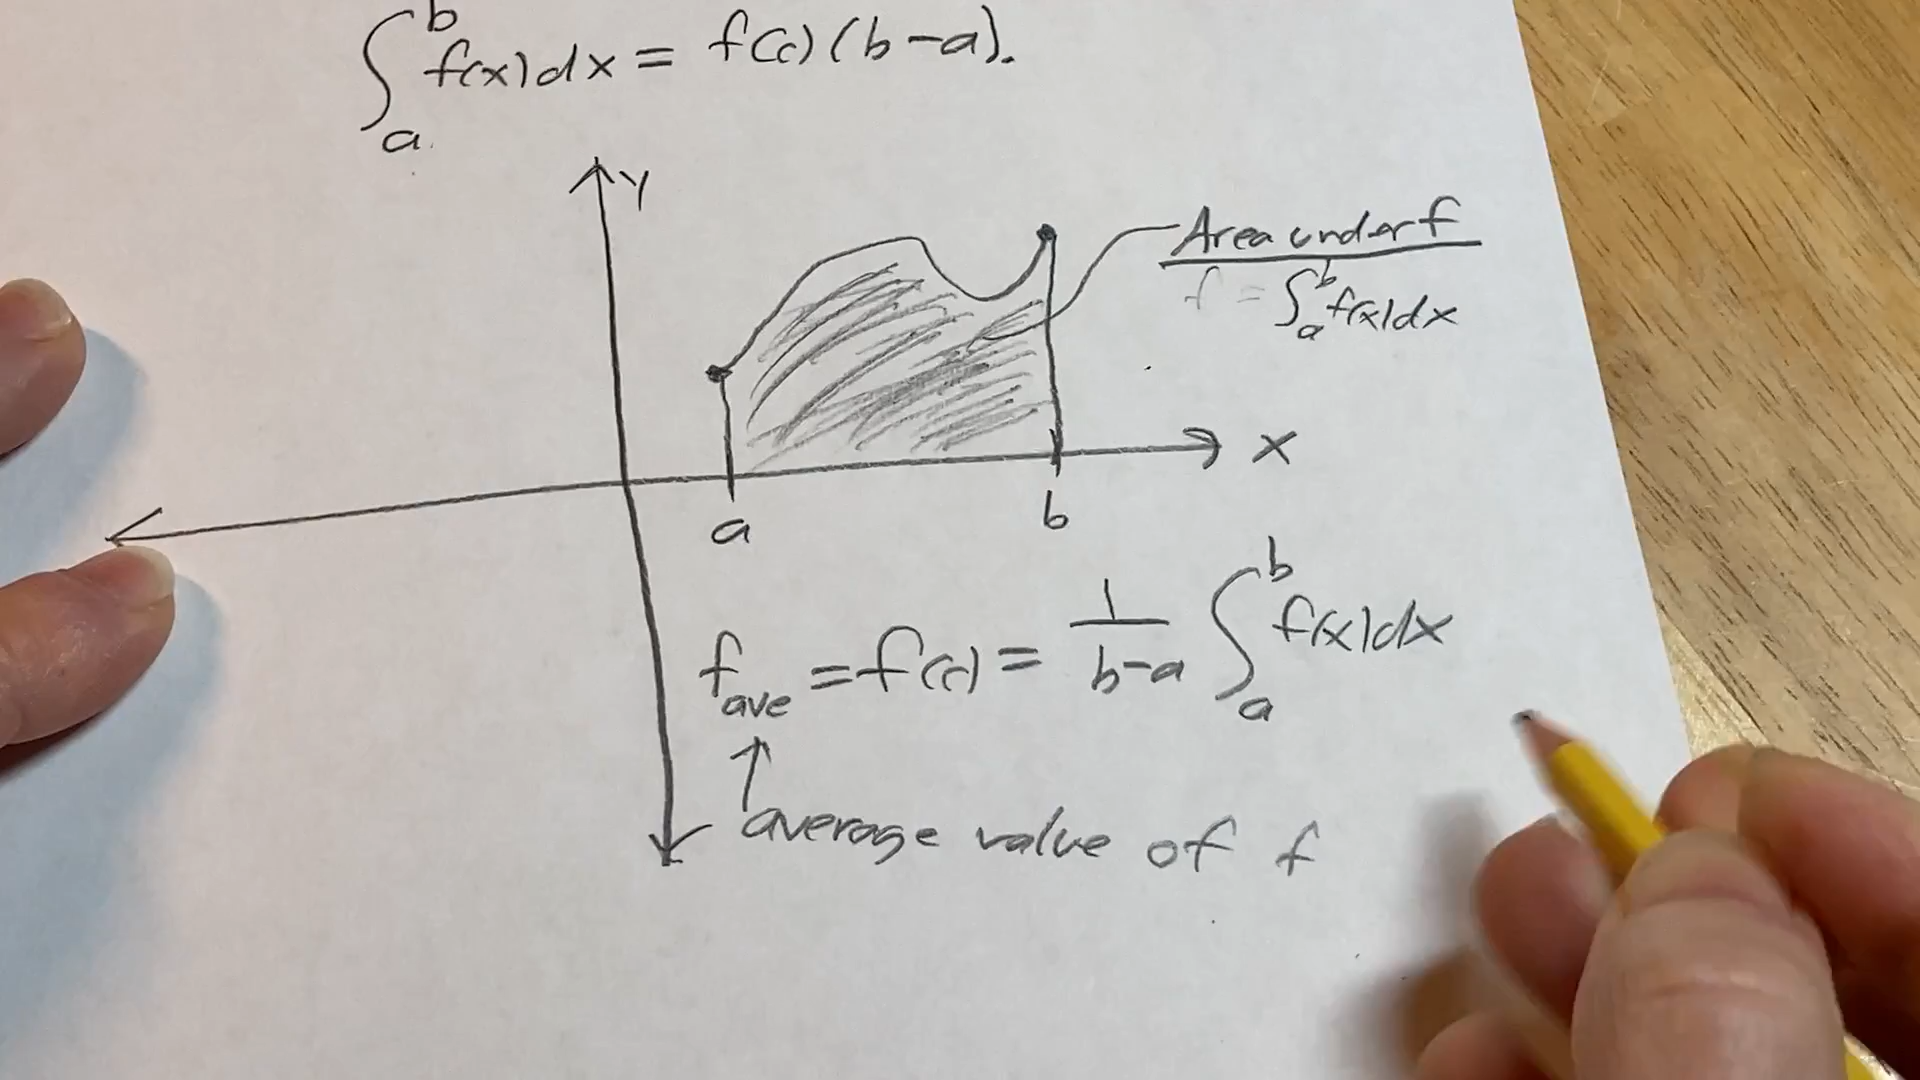 ∫_a^b f(x)dx = f(c)(b-a).
Y
Area under f
f = ∫_a^b f(x)dx
X
a
b
f_ave = f(c) = 1/(b-a) ∫_a^b f(x)dx
↑
average value of f